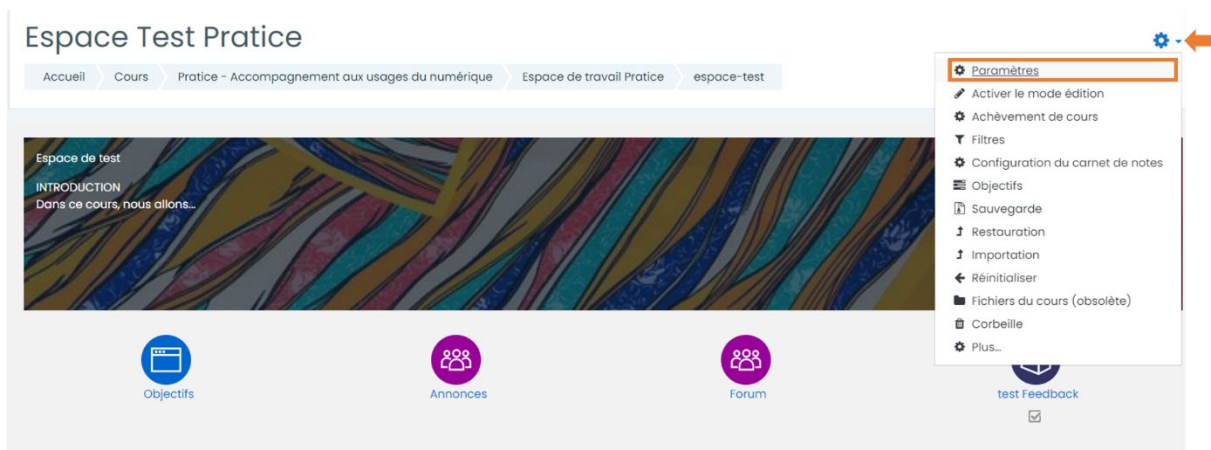 Espace Test Pratice
Accueil Cours Pratice - Accompagnement aux usages du numérique Espace de travail Pratice espace-test
Paramètres
Activer le mode édition
Achèvement de cours
Filtres
Configuration du carnet de notes
Objectifs
Sauvegarde
Restauration
Importation
Réinitialiser
Fichiers du cours (obsolète)
Corbeille
Plus...
Espace de test
INTRODUCTION
Dans ce cours, nous allons...
Objectifs
Annonces
Forum
test Feedback